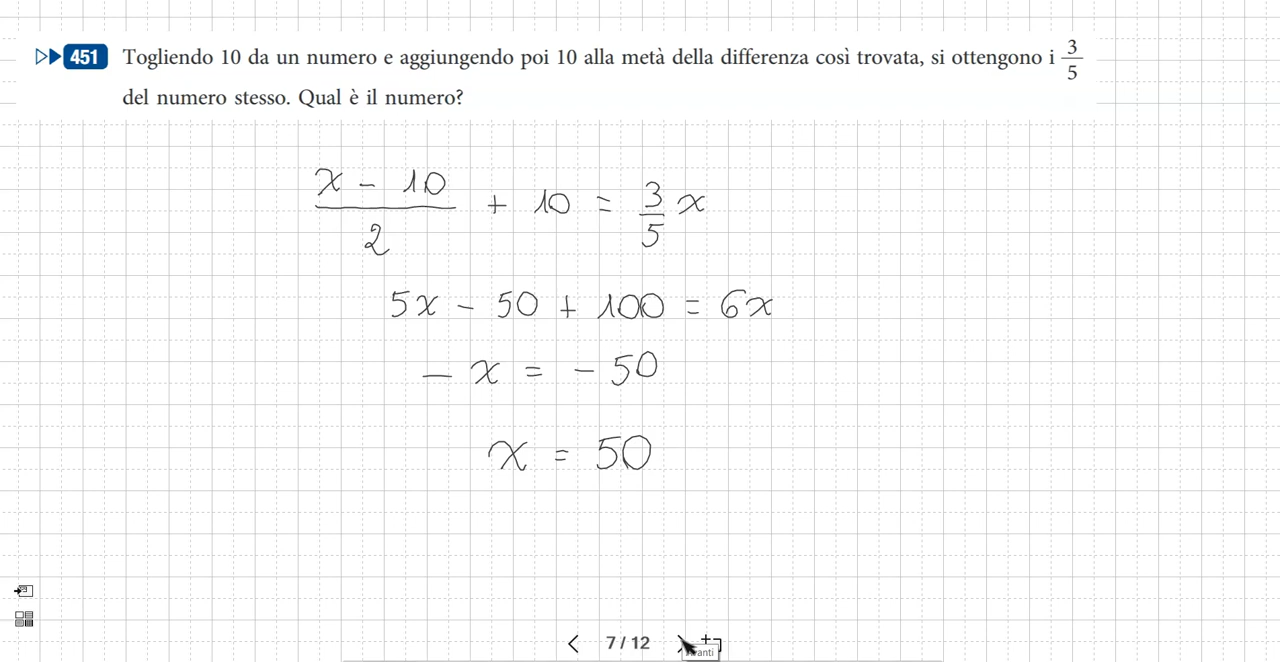 451 Togliendo 10 da un numero e aggiungendo poi 10 alla metà della differenza così trovata, si ottengono i 3/5
del numero stesso. Qual è il numero?
(x - 10)/2 + 10 = 3/5 x
5x - 50 + 100 = 6x
- x = - 50
x = 50
7 / 12